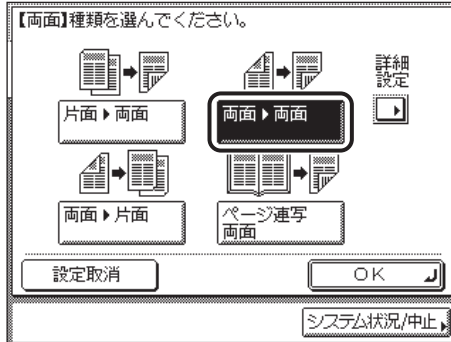 【両面】種類を選んでください。
詳細
設定
片面▶両面
両面▶両面
両面▶片面
ページ連写
両面
設定取消
OK
システム状況/中止